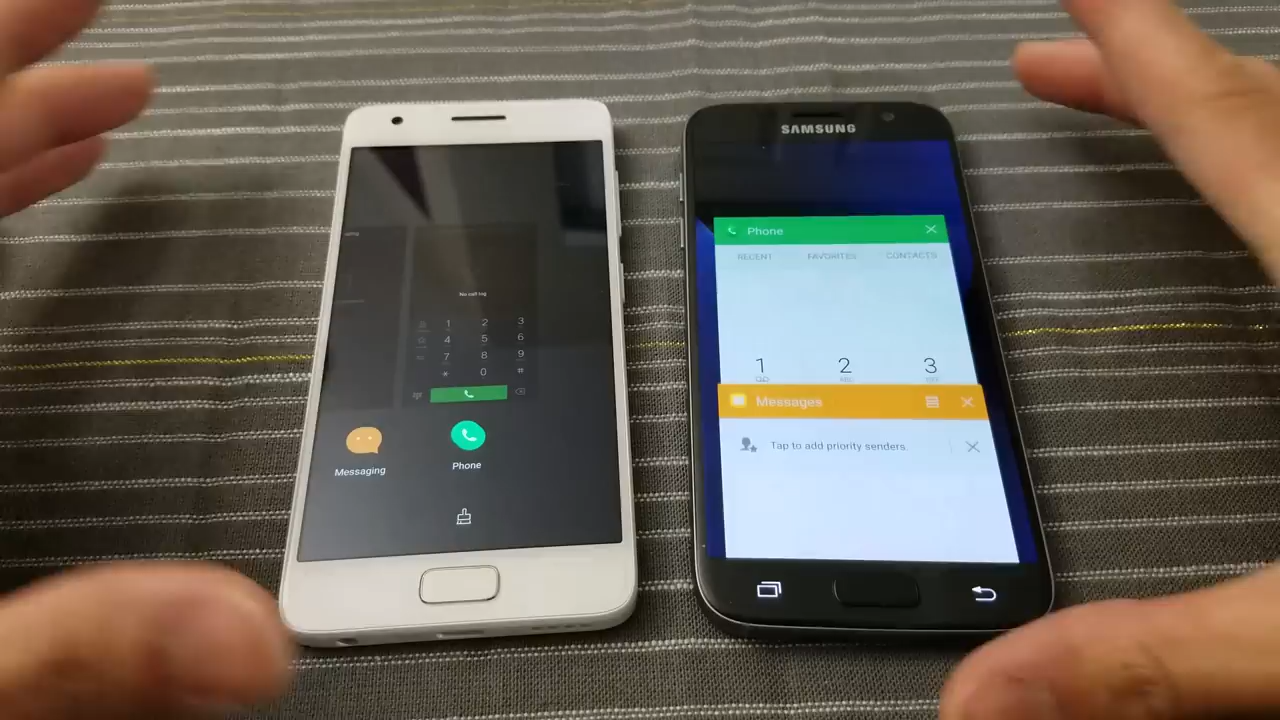 No call log
1 2 3
4 5 6
7 8 9
* 0 #
Messaging
Phone
SAMSUNG
Phone
RECENT FAVORITES CONTACTS
1 2 3
Messages
Tap to add priority senders.